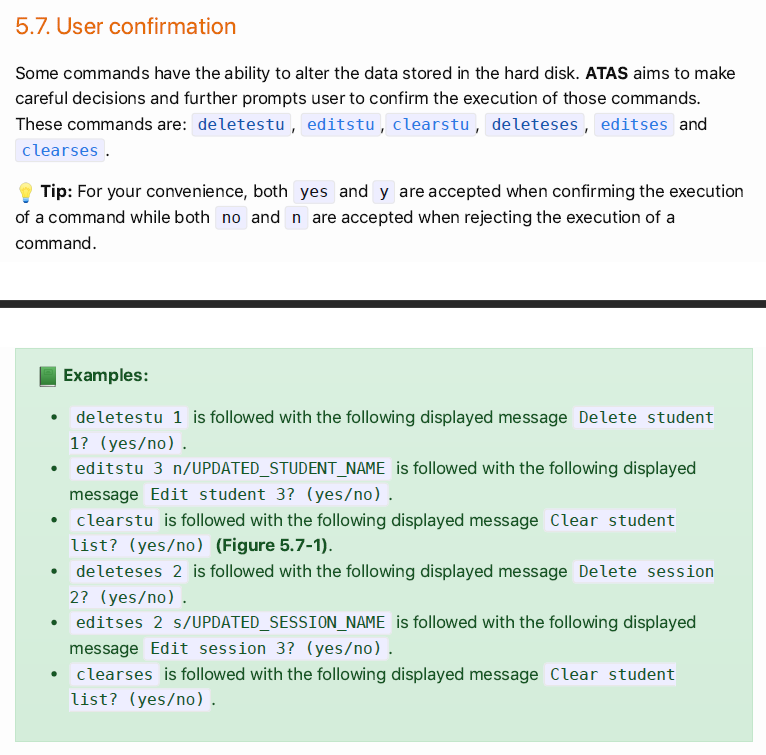 5.7. User confirmation
Some commands have the ability to alter the data stored in the hard disk. ATAS aims to make
careful decisions and further prompts user to confirm the execution of those commands.
These commands are: deletestu, editstu,clearstu, deleteses, editses and
clearses.
💡 Tip: For your convenience, both yes and y are accepted when confirming the execution
of a command while both no and n are accepted when rejecting the execution of a
command.
📗 Examples:
• deletestu 1 is followed with the following displayed message Delete student
1? (yes/no).
• editstu 3 n/UPDATED_STUDENT_NAME is followed with the following displayed
message Edit student 3? (yes/no).
• clearstu is followed with the following displayed message Clear student
list? (yes/no) (Figure 5.7-1).
• deleteses 2 is followed with the following displayed message Delete session
2? (yes/no).
• editses 2 s/UPDATED_SESSION_NAME is followed with the following displayed
message Edit session 3? (yes/no).
• clearses is followed with the following displayed message Clear student
list? (yes/no).